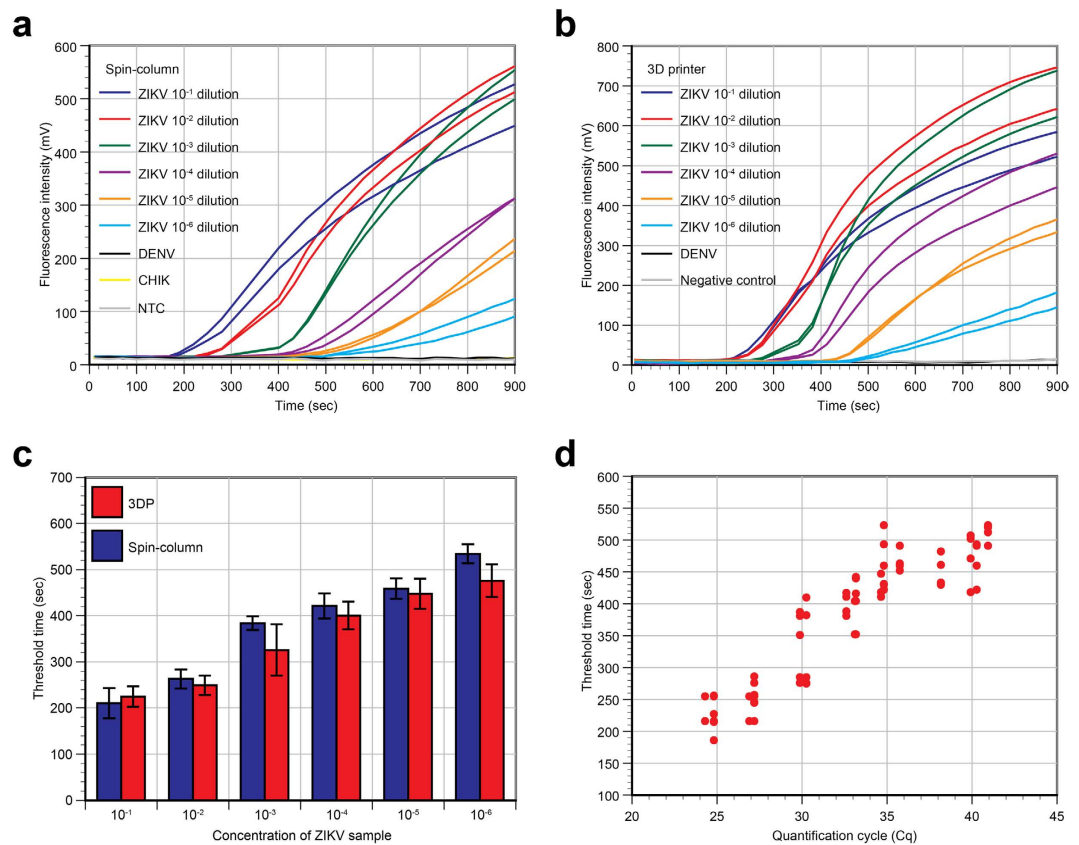 a
600
500
400
300
200
100
0
Fluorescence intensity (mV)
Spin-column
ZIKV 10⁻¹ dilution
ZIKV 10⁻² dilution
ZIKV 10⁻³ dilution
ZIKV 10⁻⁴ dilution
ZIKV 10⁻⁵ dilution
ZIKV 10⁻⁶ dilution
DENV
CHIK
NTC
0 100 200 300 400 500 600 700 800 900
Time (sec)
b
800
700
600
500
400
300
200
100
0
Fluorescence intensity (mV)
3D printer
ZIKV 10⁻¹ dilution
ZIKV 10⁻² dilution
ZIKV 10⁻³ dilution
ZIKV 10⁻⁴ dilution
ZIKV 10⁻⁵ dilution
ZIKV 10⁻⁶ dilution
DENV
Negative control
0 100 200 300 400 500 600 700 800 900
Time (sec)
c
700
600
500
400
300
200
100
0
Threshold time (sec)
3DP
Spin-column
10⁻¹ 10⁻² 10⁻³ 10⁻⁴ 10⁻⁵ 10⁻⁶
Concentration of ZIKV sample
d
600
550
500
450
400
350
300
250
200
150
100
Threshold time (sec)
20 25 30 35 40 45
Quantification cycle (Cq)